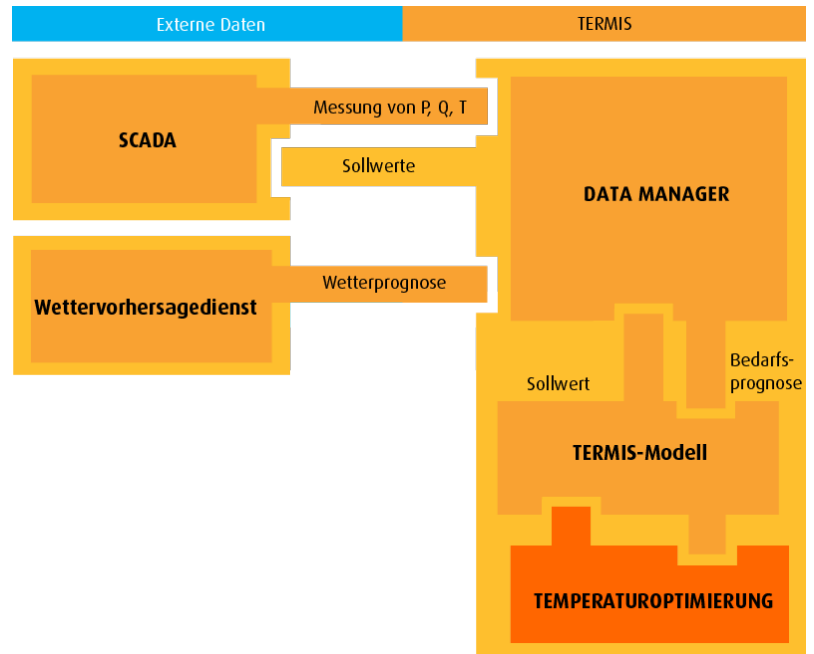 Externe Daten
TERMIS
Messung von P, Q, T
SCADA
Sollwerte
DATA MANAGER
Wetterprognose
Wettervorhersagedienst
Bedarfs-
prognose
Sollwert
TERMIS-Modell
TEMPERATUROPTIMIERUNG